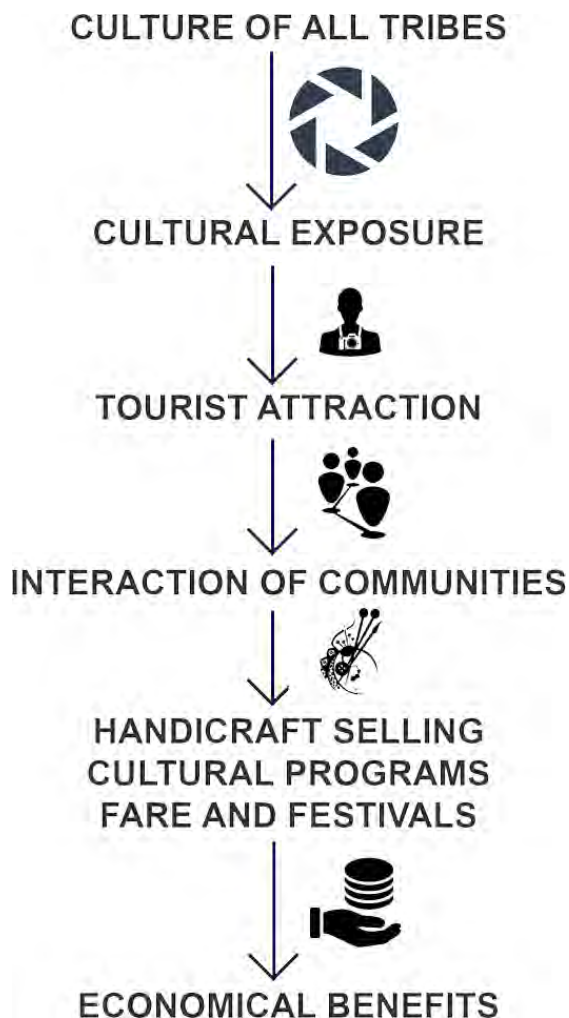 CULTURE OF ALL TRIBES
CULTURAL EXPOSURE
TOURIST ATTRACTION
INTERACTION OF COMMUNITIES
HANDICRAFT SELLING
CULTURAL PROGRAMS
FARE AND FESTIVALS
ECONOMICAL BENEFITS